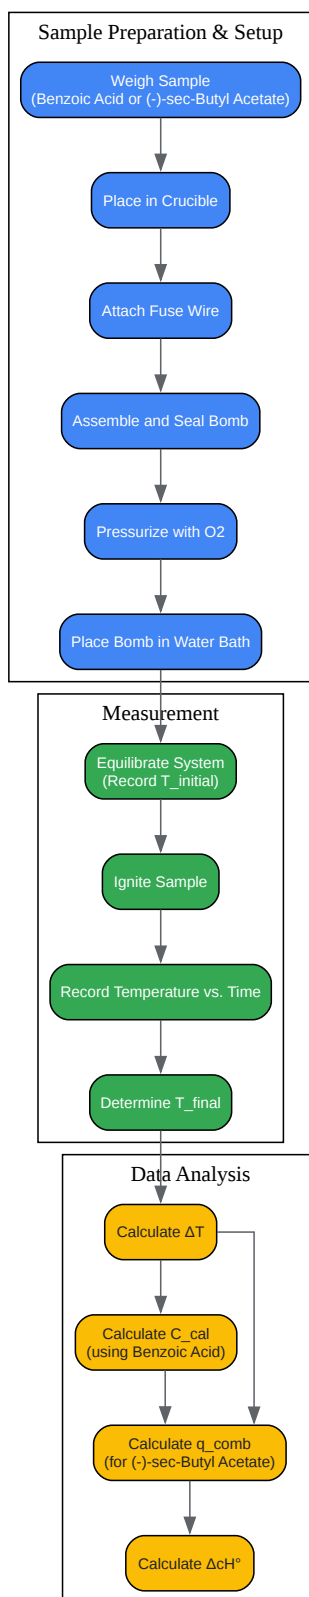 Sample Preparation & Setup
Weigh Sample
(Benzoic Acid or (-)-sec-Butyl Acetate)
Place in Crucible
Attach Fuse Wire
Assemble and Seal Bomb
Pressurize with O2
Place Bomb in Water Bath
Measurement
Equilibrate System
(Record T_initial)
Ignite Sample
Record Temperature vs. Time
Determine T_final
Data Analysis
Calculate ΔT
Calculate C_cal
(using Benzoic Acid)
Calculate q_comb
(for (-)-sec-Butyl Acetate)
Calculate ΔcH°